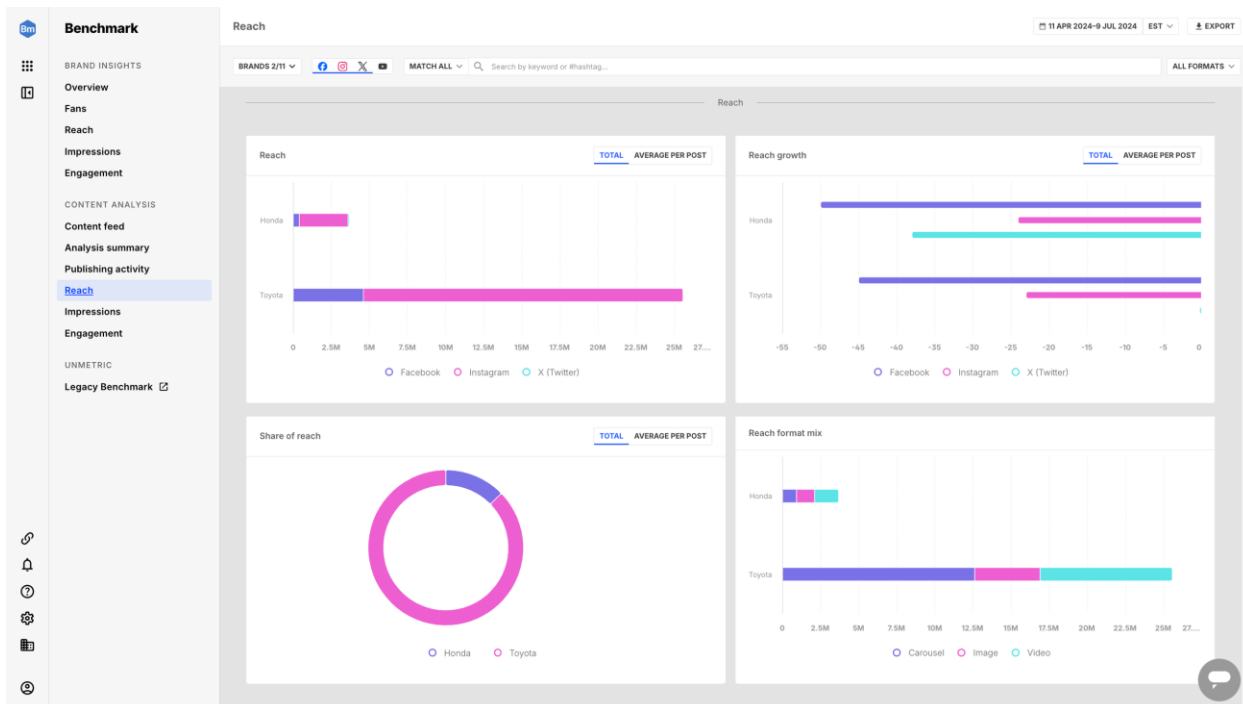 Bm
Benchmark
BRAND INSIGHTS
Overview
Fans
Reach
Impressions
Engagement
CONTENT ANALYSIS
Content feed
Analysis summary
Publishing activity
Reach
Impressions
Engagement
UNMETRIC
Legacy Benchmark
Reach
11 APR 2024-9 JUL 2024 EST EXPORT
BRANDS 2/11 MATCH ALL Search by keyword or #hashtag... ALL FORMATS
Reach
Reach TOTAL AVERAGE PER POST
Honda
Toyota
0 2.5M 5M 7.5M 10M 12.5M 15M 17.5M 20M 22.5M 25M 27....
Facebook Instagram X (Twitter)
Reach growth TOTAL AVERAGE PER POST
Honda
Toyota
-55 -50 -45 -40 -35 -30 -25 -20 -15 -10 -5 0
Facebook Instagram X (Twitter)
Share of reach TOTAL AVERAGE PER POST
Honda Toyota
Reach format mix
Honda
Toyota
0 2.5M 5M 7.5M 10M 12.5M 15M 17.5M 20M 22.5M 25M 27....
Carousel Image Video